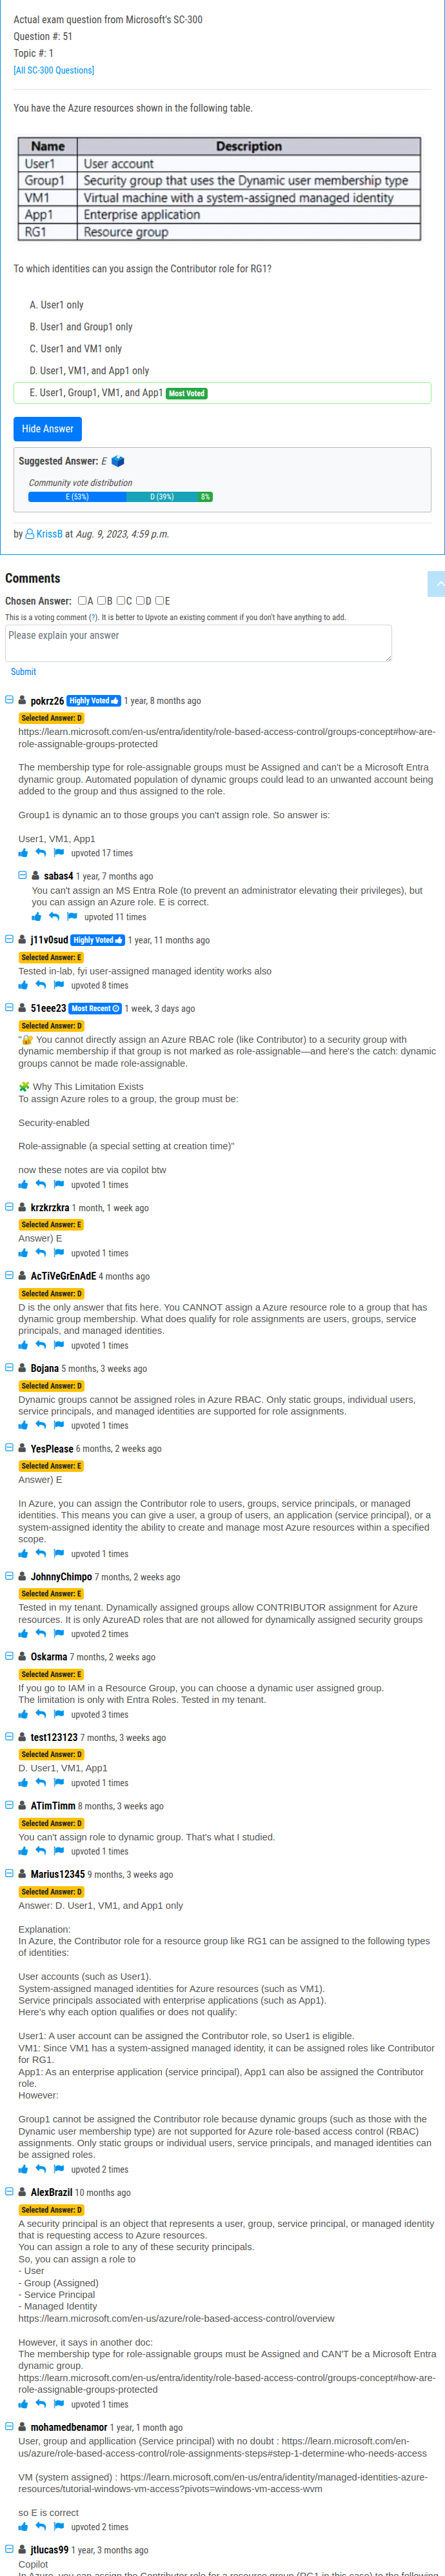 Actual exam question from Microsoft's SC-300
Question #: 51
Topic #: 1
[All SC-300 Questions]
You have the Azure resources shown in the following table.
Name Description
User1 User account
Group1 Security group that uses the Dynamic user membership type
VM1 Virtual machine with a system-assigned managed identity
App1 Enterprise application
RG1 Resource group
To which identities can you assign the Contributor role for RG1?
A. User1 only
B. User1 and Group1 only
C. User1 and VM1 only
D. User1, VM1, and App1 only
E. User1, Group1, VM1, and App1 Most Voted
Hide Answer
Suggested Answer: E
Community vote distribution
E (53%) D (39%) 8%
by KrissB at Aug. 9, 2023, 4:59 p.m.
Comments
Chosen Answer: A B C D E
This is a voting comment (?). It is better to Upvote an existing comment if you don't have anything to add.
Please explain your answer
Submit
pokrz26 Highly Voted 1 year, 8 months ago
Selected Answer: D
https://learn.microsoft.com/en-us/entra/identity/role-based-access-control/groups-concept#how-are-
role-assignable-groups-protected
The membership type for role-assignable groups must be Assigned and can't be a Microsoft Entra
dynamic group. Automated population of dynamic groups could lead to an unwanted account being
added to the group and thus assigned to the role.
Group1 is dynamic an to those groups you can't assign role. So answer is:
User1, VM1, App1
upvoted 17 times
sabas4 1 year, 7 months ago
You can't assign an MS Entra Role (to prevent an administrator elevating their privileges), but
you can assign an Azure role. E is correct.
upvoted 11 times
j11v0sud Highly Voted 1 year, 11 months ago
Selected Answer: E
Tested in-lab, fyi user-assigned managed identity works also
upvoted 8 times
51eee23 Most Recent 1 week, 3 days ago
Selected Answer: D
"🔐 You cannot directly assign an Azure RBAC role (like Contributor) to a security group with
dynamic membership if that group is not marked as role-assignable—and here's the catch: dynamic
groups cannot be made role-assignable.
🧩 Why This Limitation Exists
To assign Azure roles to a group, the group must be:
Security-enabled
Role-assignable (a special setting at creation time)"
now these notes are via copilot btw
upvoted 1 times
krzkrzkra 1 month, 1 week ago
Selected Answer: E
Answer) E
upvoted 1 times
AcTiVeGrEnAdE 4 months ago
Selected Answer: D
D is the only answer that fits here. You CANNOT assign a Azure resource role to a group that has
dynamic group membership. What does qualify for role assignments are users, groups, service
principals, and managed identities.
upvoted 1 times
Bojana 5 months, 3 weeks ago
Selected Answer: D
Dynamic groups cannot be assigned roles in Azure RBAC. Only static groups, individual users,
service principals, and managed identities are supported for role assignments.
upvoted 1 times
YesPlease 6 months, 2 weeks ago
Selected Answer: E
Answer) E
In Azure, you can assign the Contributor role to users, groups, service principals, or managed
identities. This means you can give a user, a group of users, an application (service principal), or a
system-assigned identity the ability to create and manage most Azure resources within a specified
scope.
upvoted 1 times
JohnnyChimpo 7 months, 2 weeks ago
Selected Answer: E
Tested in my tenant. Dynamically assigned groups allow CONTRIBUTOR assignment for Azure
resources. It is only AzureAD roles that are not allowed for dynamically assigned security groups
upvoted 2 times
Oskarma 7 months, 2 weeks ago
Selected Answer: E
If you go to IAM in a Resource Group, you can choose a dynamic user assigned group.
The limitation is only with Entra Roles. Tested in my tenant.
upvoted 3 times
test123123 7 months, 3 weeks ago
Selected Answer: D
D. User1, VM1, App1
upvoted 1 times
ATimTimm 8 months, 3 weeks ago
Selected Answer: D
You can't assign role to dynamic group. That's what I studied.
upvoted 1 times
Marius12345 9 months, 3 weeks ago
Selected Answer: D
Answer: D. User1, VM1, and App1 only
Explanation:
In Azure, the Contributor role for a resource group like RG1 can be assigned to the following types
of identities:
User accounts (such as User1).
System-assigned managed identities for Azure resources (such as VM1).
Service principals associated with enterprise applications (such as App1).
Here's why each option qualifies or does not qualify:
User1: A user account can be assigned the Contributor role, so User1 is eligible.
VM1: Since VM1 has a system-assigned managed identity, it can be assigned roles like Contributor
for RG1.
App1: As an enterprise application (service principal), App1 can also be assigned the Contributor
role.
However:
Group1 cannot be assigned the Contributor role because dynamic groups (such as those with the
Dynamic user membership type) are not supported for Azure role-based access control (RBAC)
assignments. Only static groups or individual users, service principals, and managed identities can
be assigned roles.
upvoted 2 times
AlexBrazil 10 months ago
Selected Answer: D
A security principal is an object that represents a user, group, service principal, or managed identity
that is requesting access to Azure resources.
You can assign a role to any of these security principals.
So, you can assign a role to
- User
- Group (Assigned)
- Service Principal
- Managed Identity
https://learn.microsoft.com/en-us/azure/role-based-access-control/overview
However, it says in another doc:
The membership type for role-assignable groups must be Assigned and CAN'T be a Microsoft Entra
dynamic group.
https://learn.microsoft.com/en-us/entra/identity/role-based-access-control/groups-concept#how-are-
role-assignable-groups-protected
upvoted 1 times
mohamedbenamor 1 year, 1 month ago
User, group and appllication (Service principal) with no doubt : https://learn.microsoft.com/en-
us/azure/role-based-access-control/role-assignments-steps#step-1-determine-who-needs-access
VM (system assigned) : https://learn.microsoft.com/en-us/entra/identity/managed-identities-azure-
resources/tutorial-windows-vm-access?pivots=windows-vm-access-wvm
so E is correct
upvoted 2 times
jtlucas99 1 year, 3 months ago
Copilot